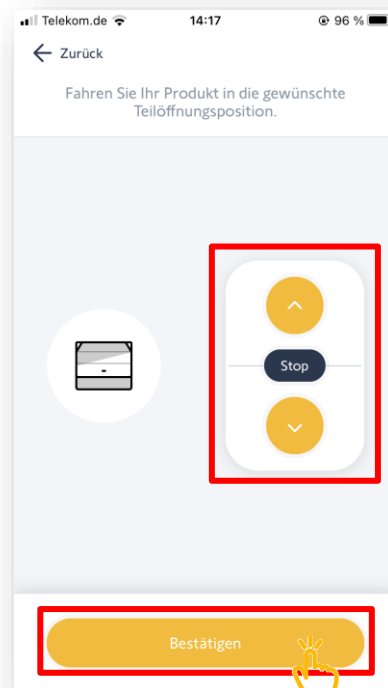 Telekom.de 14:17 96 %
Zurück
Fahren Sie Ihr Produkt in die gewünschte
Teilöffnungsposition.
Stop
Bestätigen